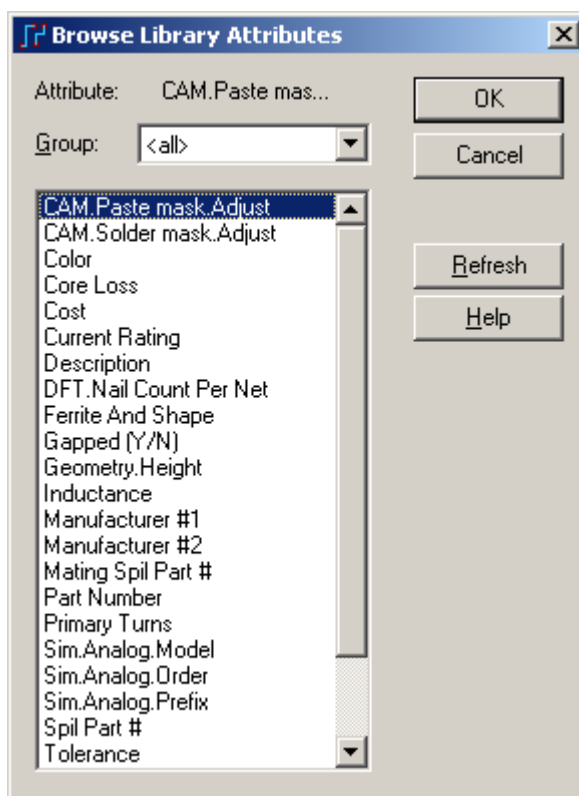 Browse Library Attributes
Attribute: CAM.Paste mas...
OK
Group: <all>
Cancel
CAM.Paste mask.Adjust
CAM.Solder mask.Adjust
Color
Core Loss
Cost
Current Rating
Description
DFT.Nail Count Per Net
Ferrite And Shape
Gapped (Y/N)
Geometry.Height
Inductance
Manufacturer #1
Manufacturer #2
Mating Spil Part #
Part Number
Primary Turns
Sim.Analog.Model
Sim.Analog.Order
Sim.Analog.Prefix
Spil Part #
Tolerance
Refresh
Help